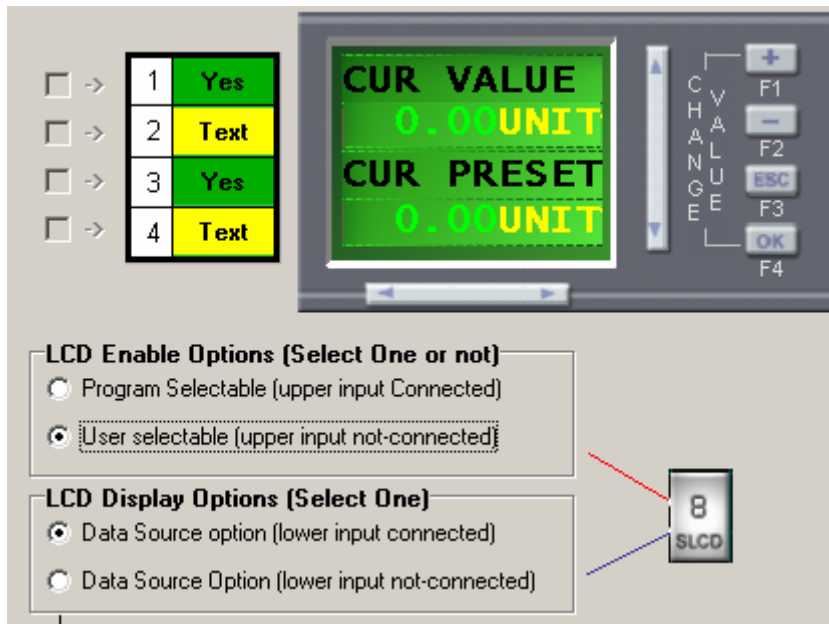 -> 1 Yes
-> 2 Text
-> 3 Yes
-> 4 Text
CUR VALUE
0.00UNIT
CUR PRESET
0.00UNIT
CHANGE
VALUE
+
F1
-
F2
ESC
F3
OK
F4
LCD Enable Options (Select One or not)
Program Selectable (upper input Connected)
User selectable (upper input not-connected)
LCD Display Options (Select One)
Data Source option (lower input connected)
Data Source Option (lower input not-connected)
8
SLCD